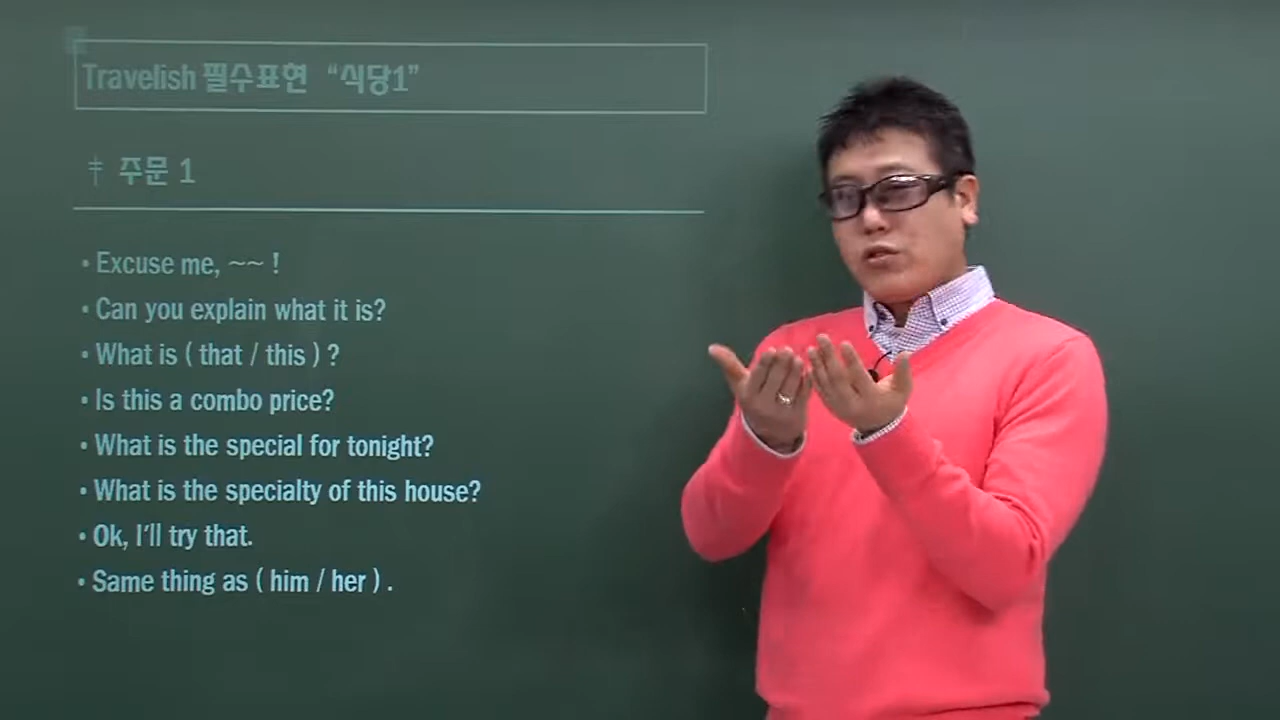 Travelish 필수표현 “식당1”
주문 1
• Excuse me, ~~ !
• Can you explain what it is?
• What is ( that / this ) ?
• Is this a combo price?
• What is the special for tonight?
• What is the specialty of this house?
• Ok, I'll try that.
• Same thing as ( him / her ) .